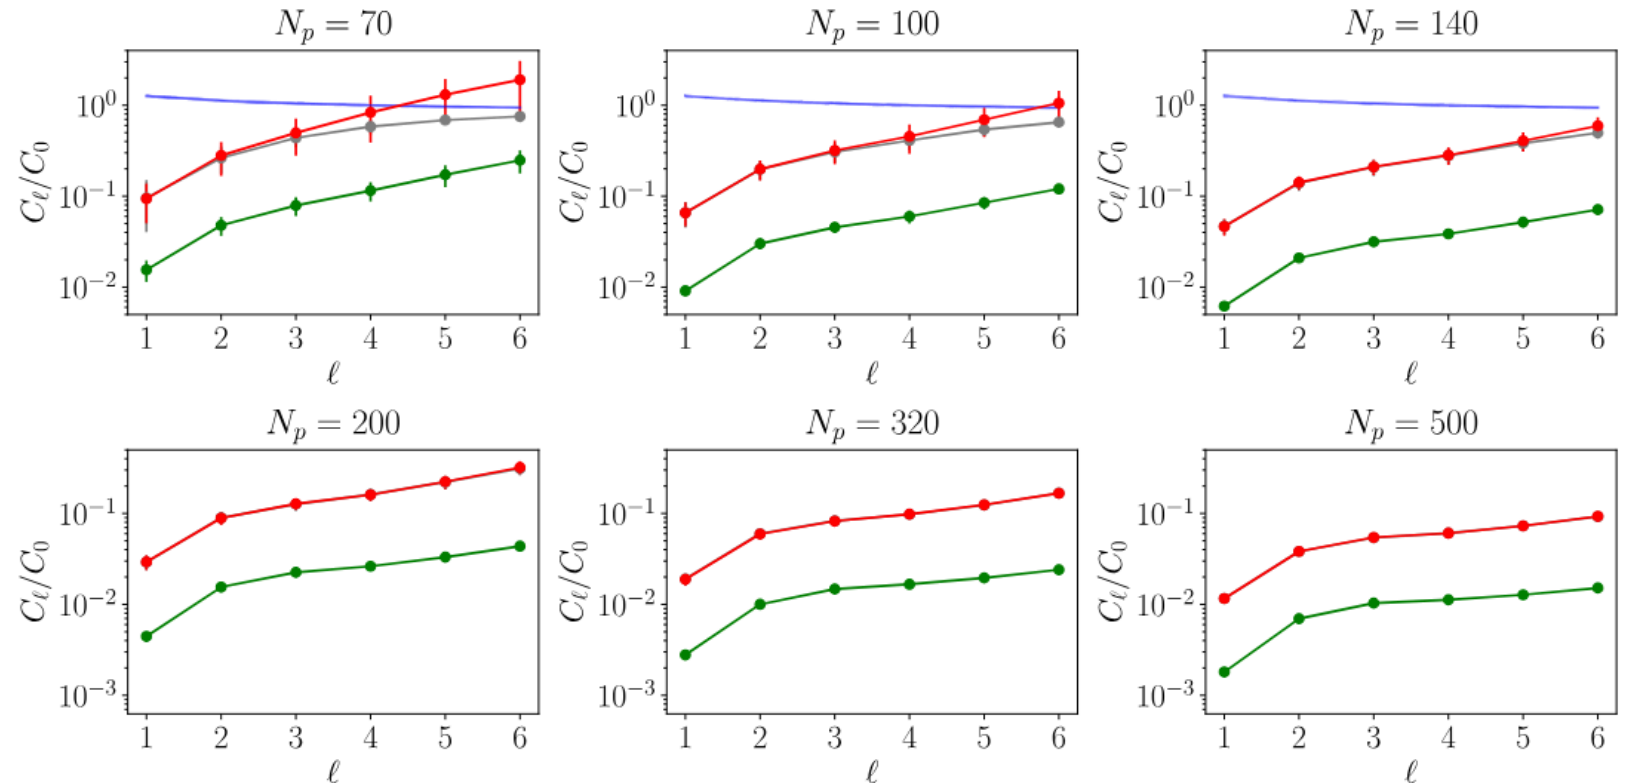 N_p = 70
C_ℓ/C_0
10^0
10^{-1}
10^{-2}
1 2 3 4 5 6
ℓ
N_p = 100
C_ℓ/C_0
10^0
10^{-1}
10^{-2}
1 2 3 4 5 6
ℓ
N_p = 140
C_ℓ/C_0
10^0
10^{-1}
10^{-2}
1 2 3 4 5 6
ℓ
N_p = 200
C_ℓ/C_0
10^{-1}
10^{-2}
10^{-3}
1 2 3 4 5 6
ℓ
N_p = 320
C_ℓ/C_0
10^{-1}
10^{-2}
10^{-3}
1 2 3 4 5 6
ℓ
N_p = 500
C_ℓ/C_0
10^{-1}
10^{-2}
10^{-3}
1 2 3 4 5 6
ℓ